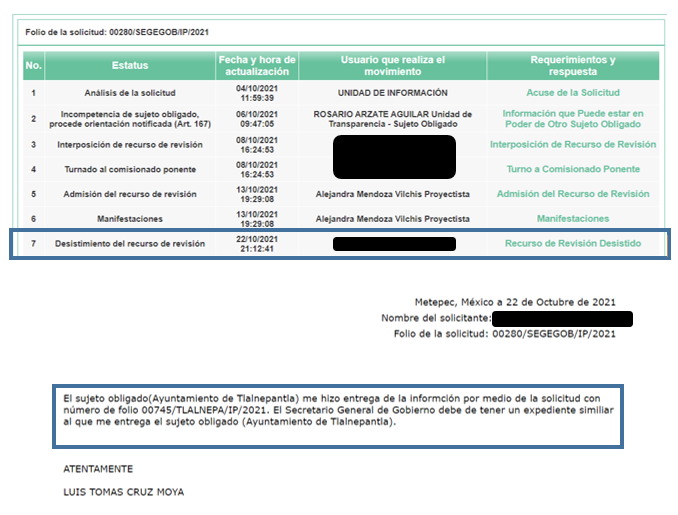 Folio de la solicitud: 00280/SEGEGOB/IP/2021
No. Estatus Fecha y hora de actualización Usuario que realiza el movimiento Requerimientos y respuesta
1 Análisis de la solicitud 04/10/2021 11:59:39 UNIDAD DE INFORMACIÓN Acuse de la Solicitud
2 Incompetencia de sujeto obligado, procede orientación notificada (Art. 167) 06/10/2021 09:47:05 ROSARIO ARZATE AGUILAR Unidad de Transparencia - Sujeto Obligado Información que Puede estar en Poder de Otro Sujeto Obligado
3 Interposición de recurso de revisión 08/10/2021 16:24:53 Interposición de Recurso de Revisión
4 Turnado al comisionado ponente 08/10/2021 16:24:53 Turno a Comisionado Ponente
5 Admisión del recurso de revisión 13/10/2021 19:29:08 Alejandra Mendoza Vilchis Proyectista Admisión del Recurso de Revisión
6 Manifestaciones 13/10/2021 19:29:08 Alejandra Mendoza Vilchis Proyectista Manifestaciones
7 Desistimiento del recurso de revisión 22/10/2021 21:12:41 Recurso de Revisión Desistido
Metepec, México a 22 de Octubre de 2021
Nombre del solicitante:
Folio de la solicitud: 00280/SEGEGOB/IP/2021
El sujeto obligado(Ayuntamiento de Tlalnepantla) me hizo entrega de la informción por medio de la solicitud con
número de folio 00745/TLALNEPA/IP/2021. El Secretario General de Gobierno debe de tener un expediente similiar
al que me entrega el sujeto obligado (Ayuntamiento de Tlalnepantla).
ATENTAMENTE
LUIS TOMAS CRUZ MOYA